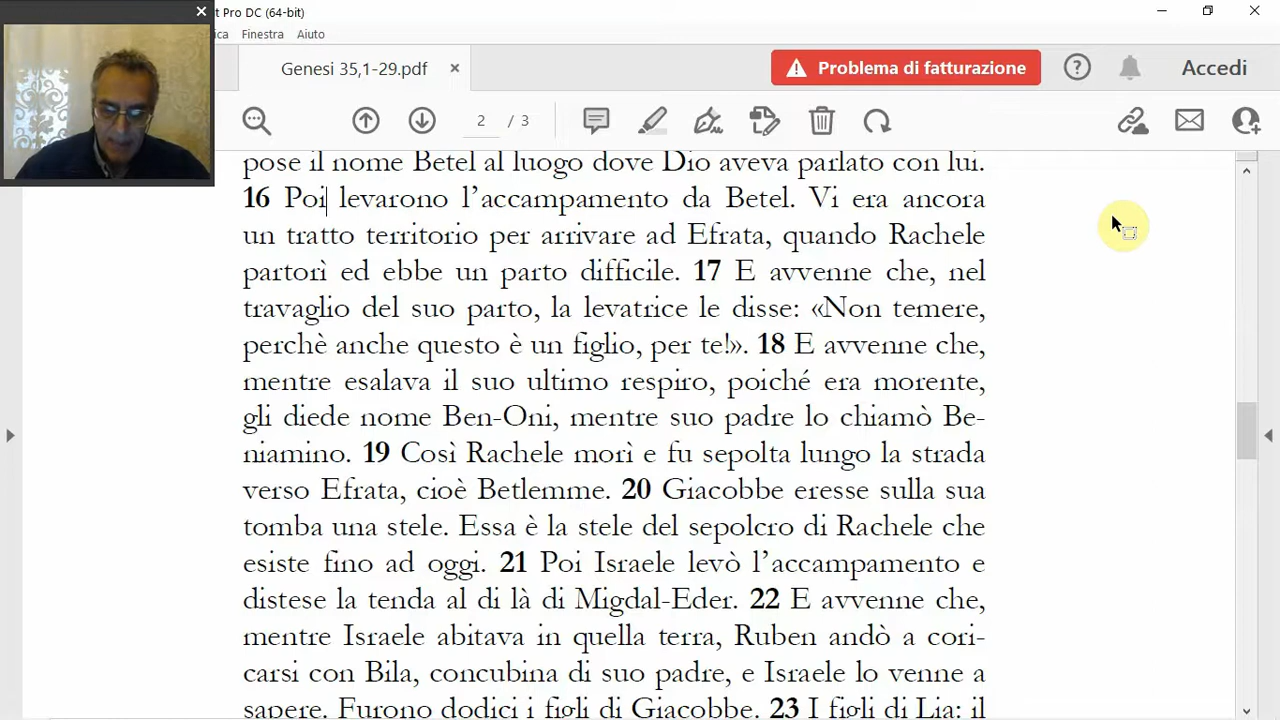 t Pro DC (64-bit)
ica Finestra Aiuto
Genesi 35,1-29.pdf
Problema di fatturazione
Accedi
2 / 3
pose il nome Betel al luogo dove Dio aveva parlato con lui.
16 Poi levarono l’accampamento da Betel. Vi era ancora
un tratto territorio per arrivare ad Efrata, quando Rachele
partorì ed ebbe un parto difficile. 17 E avvenne che, nel
travaglio del suo parto, la levatrice le disse: «Non temere,
perchè anche questo è un figlio, per te!». 18 E avvenne che,
mentre esalava il suo ultimo respiro, poiché era morente,
gli diede nome Ben-Oni, mentre suo padre lo chiamò Be-
niamino. 19 Così Rachele morì e fu sepolta lungo la strada
verso Efrata, cioè Betlemme. 20 Giacobbe eresse sulla sua
tomba una stele. Essa è la stele del sepolcro di Rachele che
esiste fino ad oggi. 21 Poi Israele levò l’accampamento e
distese la tenda al di là di Migdal-Eder. 22 E avvenne che,
mentre Israele abitava in quella terra, Ruben andò a cori-
carsi con Bila, concubina di suo padre, e Israele lo venne a
sapere. Furono dodici i figli di Giacobbe. 23 I figli di Lia: il